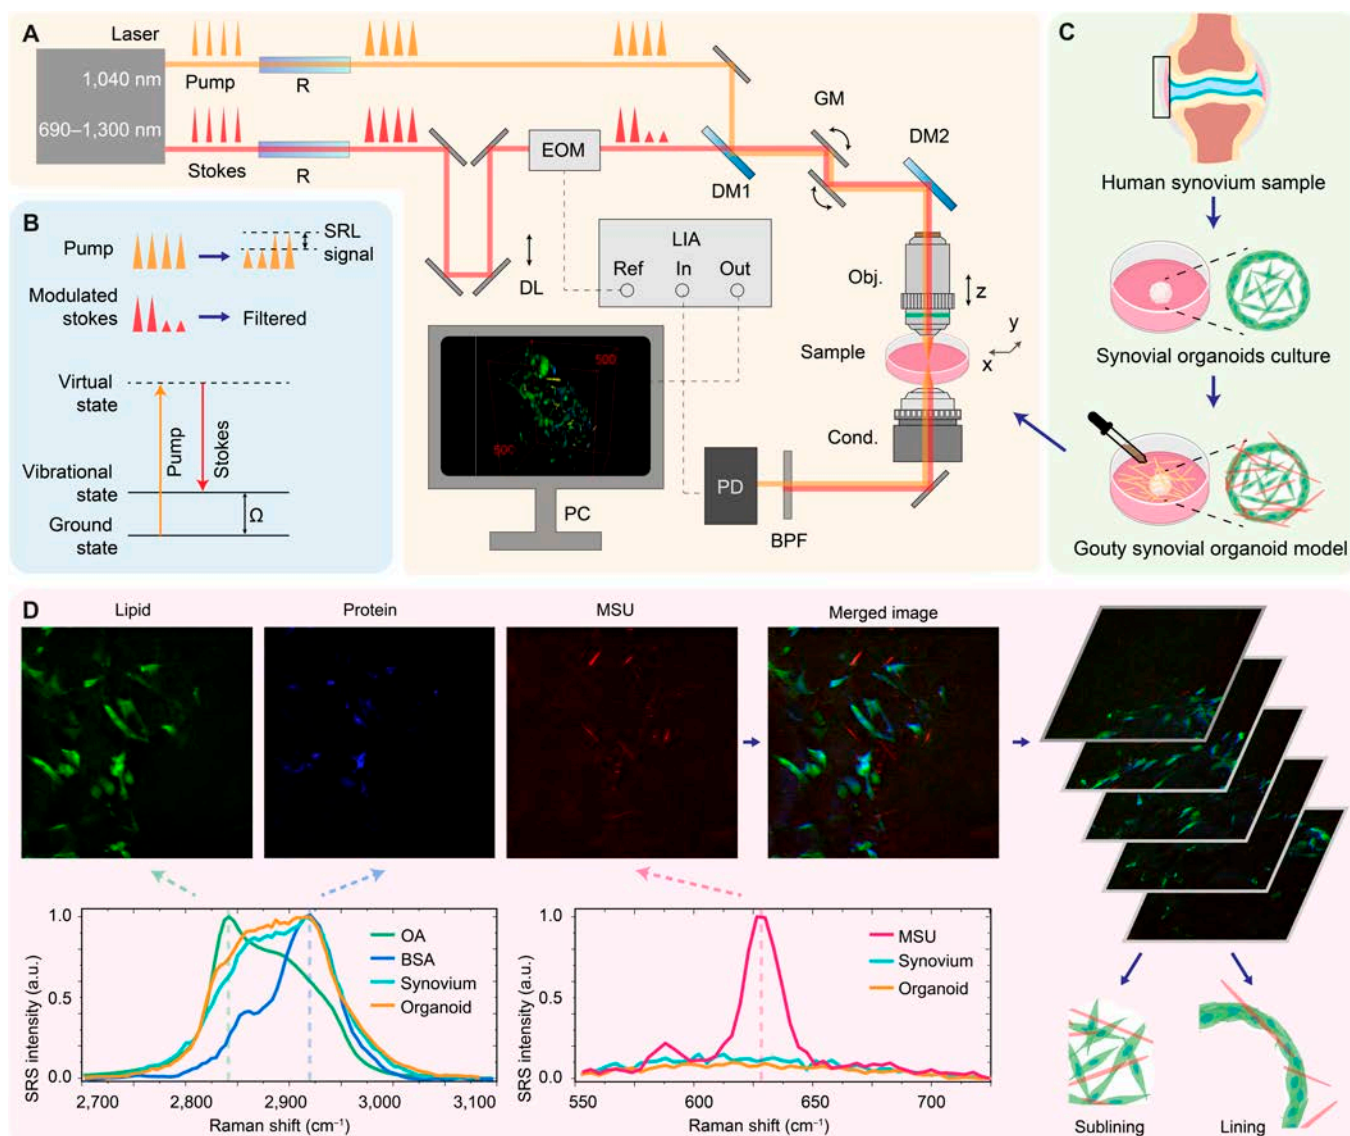 A
Laser
1,040 nm
690–1,300 nm
Pump
R
Stokes
R
EOM
DM1
GM
DM2
DL
LIA
Ref
In
Out
Obj.
z
y
x
Sample
Cond.
PD
BPF
PC
500
500
B
Pump
SRL
signal
Modulated
stokes
Filtered
Virtual
state
Pump
Stokes
Vibrational
state
Ω
Ground
state
C
Human synovium sample
Synovial organoids culture
Gouty synovial organoid model
D
Lipid
Protein
MSU
Merged image
SRS intensity (a.u.)
1.0
0.5
0.0
2,700
2,800
2,900
3,000
3,100
Raman shift (cm⁻¹)
OA
BSA
Synovium
Organoid
SRS intensity (a.u.)
1.0
0.5
0.0
550
600
650
700
Raman shift (cm⁻¹)
MSU
Synovium
Organoid
Sublining
Lining